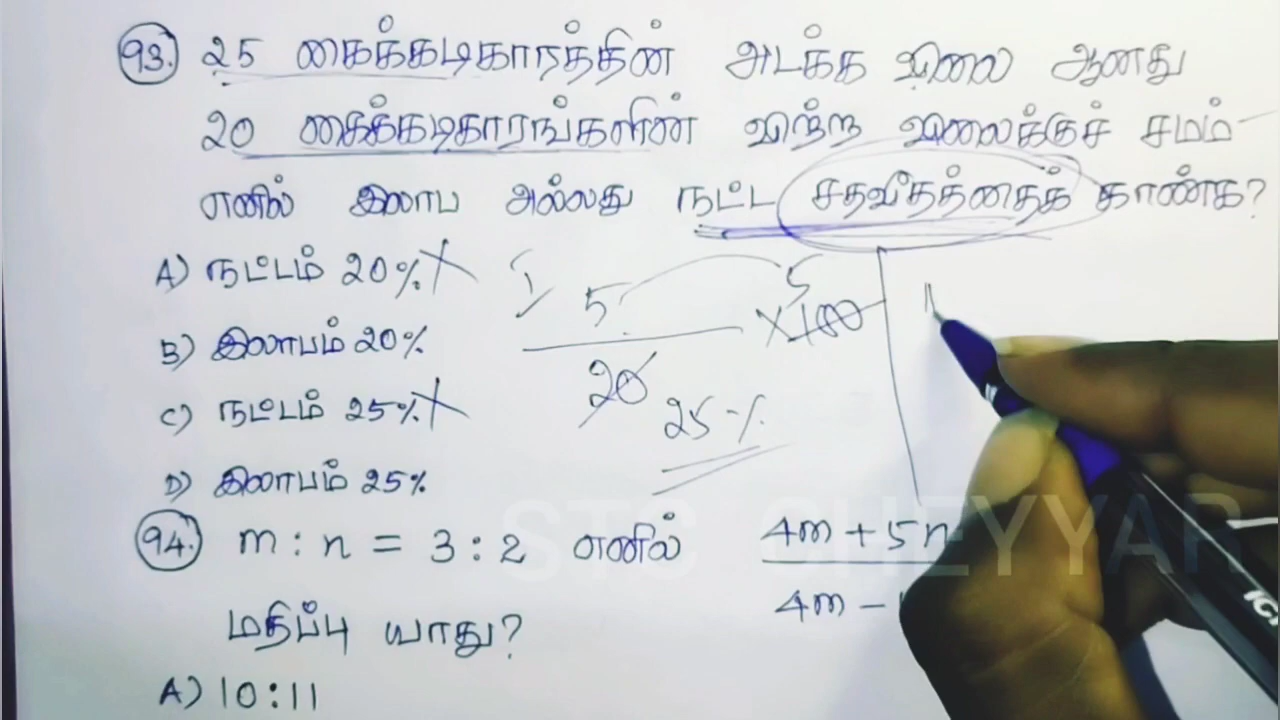 93. 25 கைக்கடிகாரத்தின் அடக்க விலை ஆனது
20 கைக்கடிகாரங்களின் விற்ற விலைக்குச் சமம்
எனில் இலாப அல்லது நட்ட சதவீதத்தைக் காண்க?
A) நட்டம் 20%
B) இலாபம் 20%
C) நட்டம் 25%
D) இலாபம் 25%
5
20
5
×100
25%
94. m : n = 3 : 2 எனில் 4m + 5n
4m -
மதிப்பு யாது?
A) 10:11
STC CHEYYAR